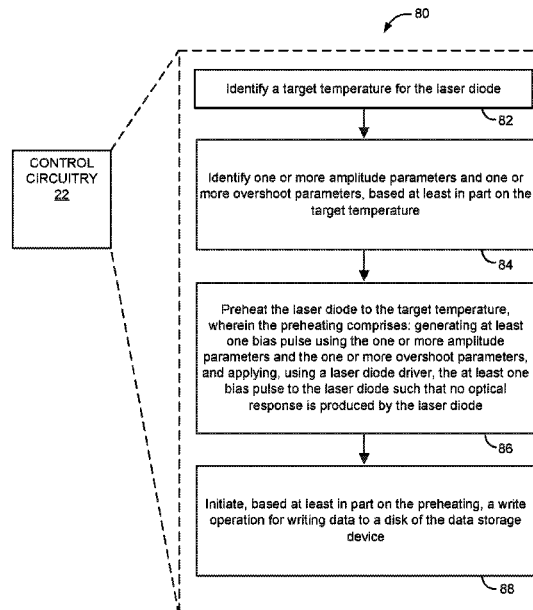 80
Identify a target temperature for the laser diode
82
CONTROL
CIRCUITRY
22
Identify one or more amplitude parameters and one or
more overshoot parameters, based at least in part on the
target temperature
84
Preheat the laser diode to the target temperature,
wherein the preheating comprises: generating at least
one bias pulse using the one or more amplitude
parameters and the one or more overshoot parameters,
and applying, using a laser diode driver, the at least one
bias pulse to the laser diode such that no optical
response is produced by the laser diode
86
Initiate, based at least in part on the preheating, a write
operation for writing data to a disk of the data storage
device
88